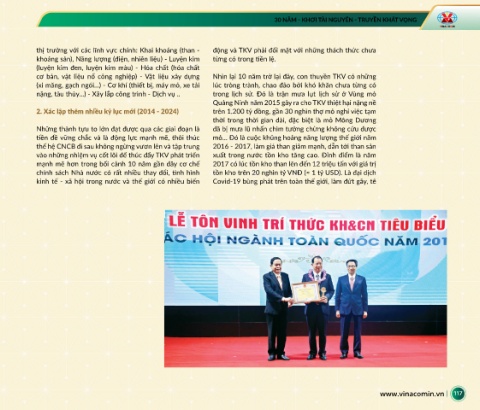 30 NĂM - KHƠI TÀI NGUYÊN - TRUYỀN KHÁT VỌNG
thị trường với các lĩnh vực chính: Khai khoáng (than -
khoáng sản), Năng lượng (điện, nhiên liệu) - Luyện kim
(luyện kim đen, luyện kim màu) - Hóa chất (hóa chất
cơ bản, vật liệu nổ công nghiệp) - Vật liệu xây dựng
(xi măng, gạch ngói...) - Cơ khí (thiết bị, máy mỏ, xe tải
nặng, tàu thủy...) - Xây lắp công trình - Dịch vụ ..
2. Xác lập thêm nhiều kỷ lục mới (2014 - 2024)
Những thành tựu to lớn đạt được qua các giai đoạn là
tiền đề vững chắc và là động lực mạnh mẽ, thôi thúc
thế hệ CNCB đi sau không ngừng vươn lên và tập trung
vào những nhiệm vụ cốt lõi để thúc đẩy TKV phát triển
mạnh mẽ hơn trong bối cảnh 10 năm gần đây cơ chế
chính sách Nhà nước có rất nhiều thay đổi, tình hình
kinh tế - xã hội trong nước và thế giới có nhiều biến
động và TKV phải đối mặt với những thách thức chưa
từng có trong tiền lệ.
Nhìn lại 10 năm trở lại đây, con thuyền TKV có những
lúc tròng trành, chao đảo bởi khó khăn chưa từng có
trong lịch sử. Đó là trận mưa lụt lịch sử ở Vùng mỏ
Quảng Ninh năm 2015 gây ra cho TKV thiệt hại nặng nề
trên 1.200 tỷ đồng, gần 30 nghìn thợ mỏ nghỉ việc tạm
thời trong thời gian dài, đặc biệt là mỏ Mông Dương
đã bị mưa lũ nhấn chìm tưởng chừng không cứu được
mỏ... Đó là cuộc khủng hoảng năng lượng thế giới năm
2016 - 2017, làm giá than giảm mạnh, dẫn tới than sản
xuất trong nước tồn kho tăng cao. Đỉnh điểm là năm
2017 có lúc tồn kho than lên đến 12 triệu tấn với giá trị
tồn kho trên 20 nghìn tỷ VNĐ (≈ 1 tỷ USD). Là đại dịch
Covid-19 bùng phát trên toàn thế giới, làm đứt gãy, tê
LỄ TÔN VINH TRÍ THỨC KH&CN TIÊU BIỂU
ÁC HỘI NGÀNH TOÀN QUỐC NĂM 201
www.vinacomin.vn | 117